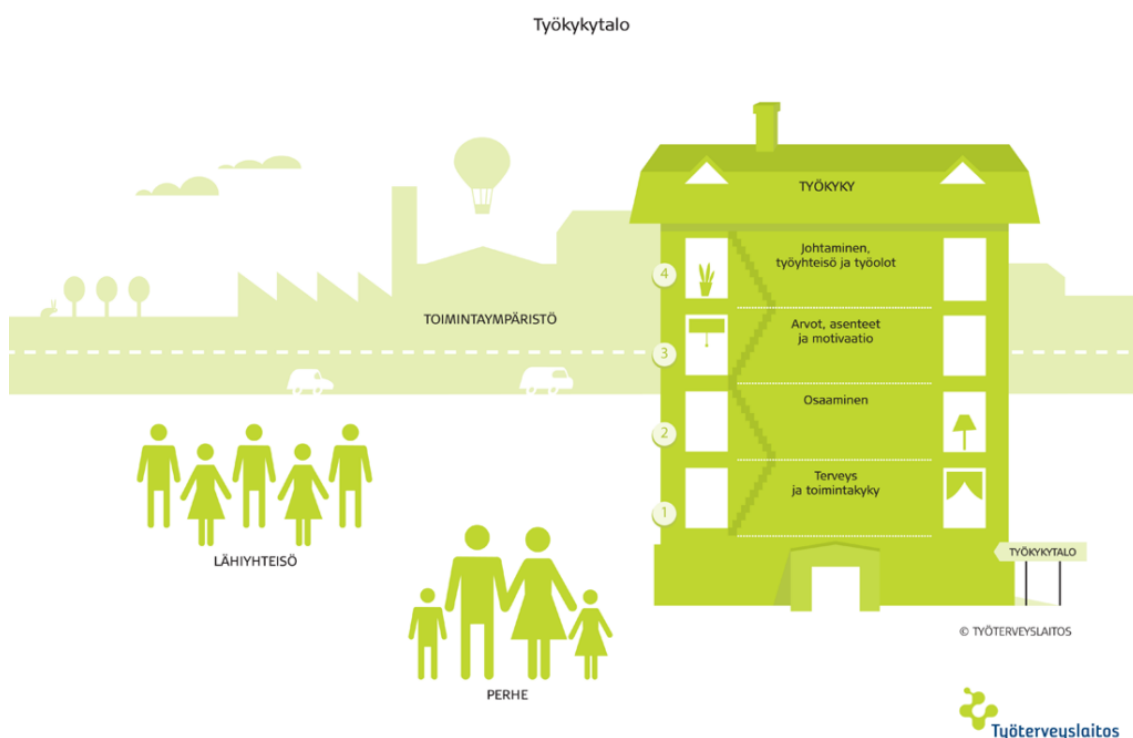 Työkykytalo
TYÖKYKY
4
Johtaminen,
työyhteisö ja työolot
3
Arvot, asenteet
ja motivaatio
2
Osaaminen
1
Terveys
ja toimintakyky
TOIMINTAYMPÄRISTÖ
LÄHIYHTEISÖ
PERHE
TYÖKYKYTALO
© TYÖTERVEYSLAITOS
Työterveyslaitos